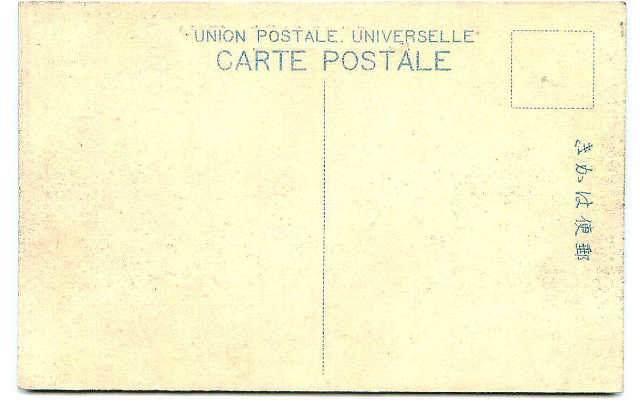 UNION POSTALE UNIVERSELLE
CARTE POSTALE
郵便はかき